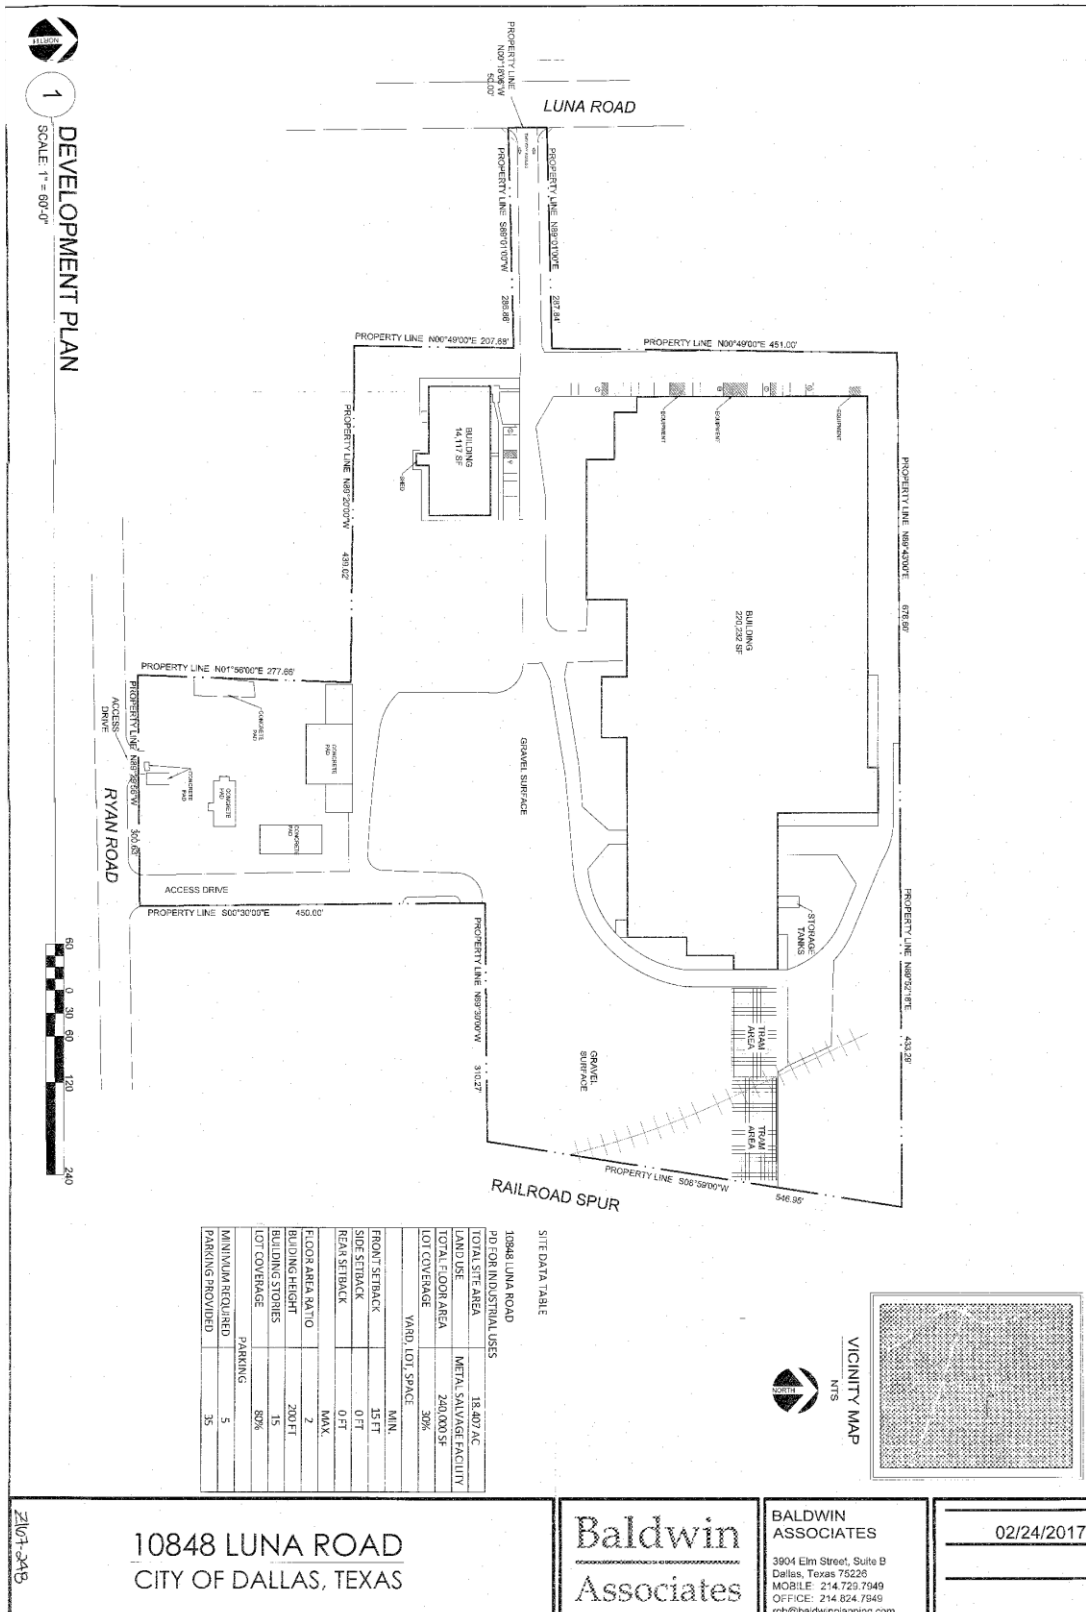 NORTH
1
DEVELOPMENT PLAN
SCALE: 1" = 60'-0"
PROPERTY LINE
N00°18'06"W
50.00'
LUNA ROAD
PROPERTY LINE S89°01'00"W 286.86'
PROPERTY LINE N89°01'00"E 287.84'
PROPERTY LINE N00°49'00"E 207.68'
PROPERTY LINE N00°49'00"E 451.00'
BUILDING
14,117 SF
SHED
EQUIPMENT
EQUIPMENT
EQUIPMENT
PROPERTY LINE N89°20'00"W 439.02'
PROPERTY LINE N89°43'00"E 678.60'
BUILDING
220,232 SF
PROPERTY LINE N01°56'00"E 277.66'
CONCRETE
PAD
CONCRETE
PAD
CONCRETE
PAD
CONCRETE
PAD
CONCRETE
PAD
ACCESS
DRIVE
RYAN ROAD
GRAVEL SURFACE
ACCESS DRIVE
PROPERTY LINE S00°30'00"E 450.00'
PROPERTY LINE N89°30'00"W 310.27'
STORAGE
TANKS
PROPERTY LINE N89°52'18"E 433.29'
TRAM
AREA
TRAM
AREA
GRAVEL
SURFACE
PROPERTY LINE S08°59'00"W 546.95'
RAILROAD SPUR
60 0 30 60 120 240
SITE DATA TABLE
10848 LUNA ROAD
PD FOR INDUSTRIAL USES
TOTAL SITE AREA 18.407 AC
LAND USE METAL SALVAGE FACILITY
TOTAL FLOOR AREA 240,000 SF
LOT COVERAGE 30%
YARD, LOT, SPACE
MIN.
FRONT SETBACK 15 FT
SIDE SETBACK 0 FT
REAR SETBACK 0 FT
MAX.
FLOOR AREA RATIO 2
BUIDING HEIGHT 200 FT
BUILDING STORIES 15
LOT COVERAGE 80%
PARKING
MINIMUM REQUIRED 5
PARKING PROVIDED 35
VICINITY MAP
NTS
NORTH
10848 LUNA ROAD
CITY OF DALLAS, TEXAS
Baldwin
Associates
BALDWIN
ASSOCIATES
3904 Elm Street, Suite B
Dallas, Texas 75226
MOBILE: 214.729.7949
OFFICE: 214.824.7949
rob@baldwinplanning.com
02/24/2017
Z167-248